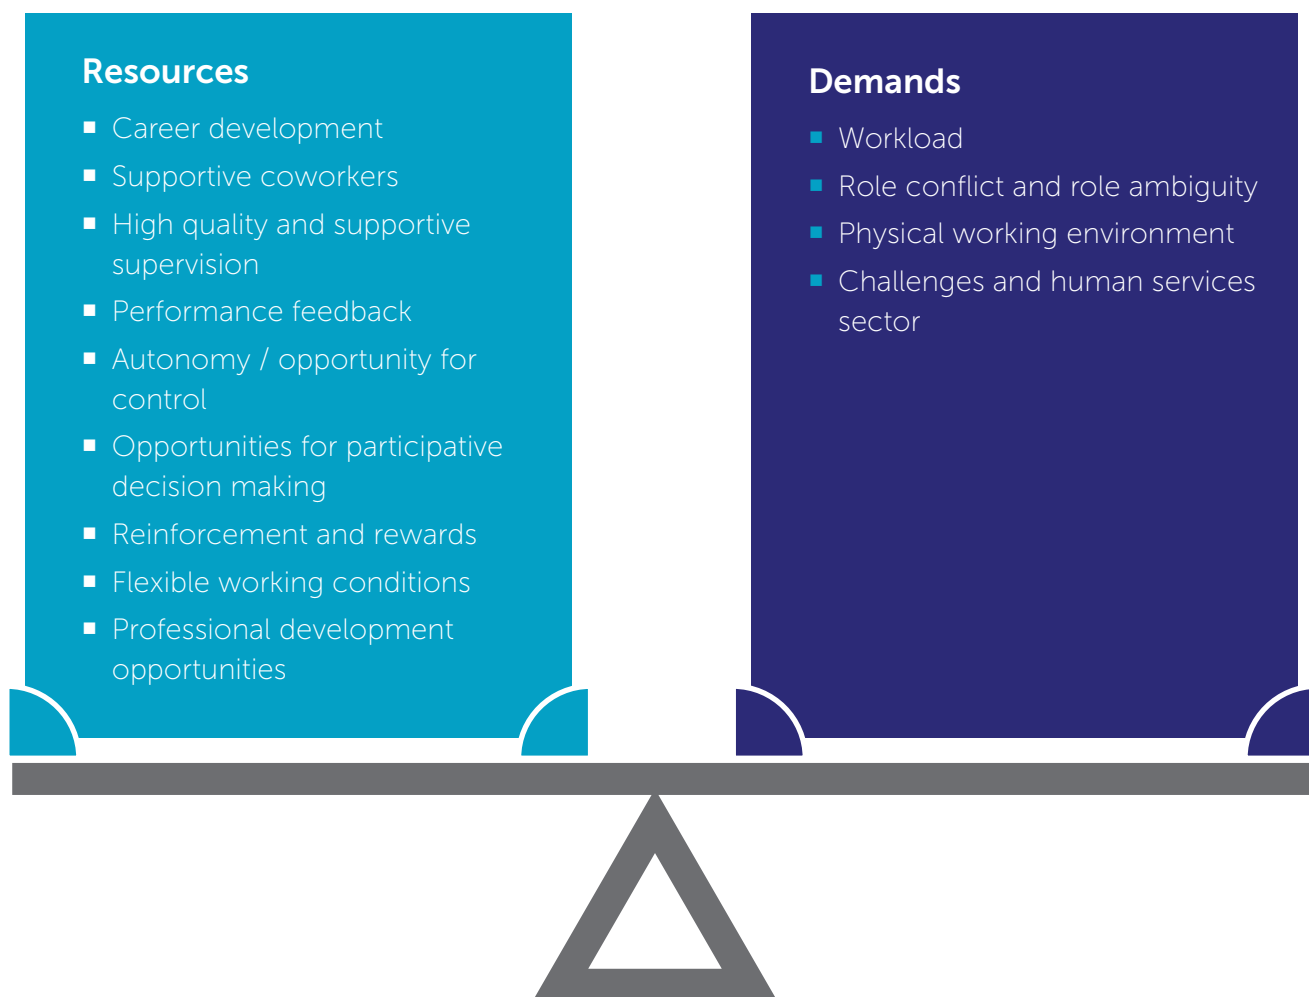 Resources
Career development
Supportive coworkers
High quality and supportive
supervision
Performance feedback
Autonomy / opportunity for
control
Opportunities for participative
decision making
Reinforcement and rewards
Flexible working conditions
Professional development
opportunities
Demands
Workload
Role conflict and role ambiguity
Physical working environment
Challenges and human services
sector